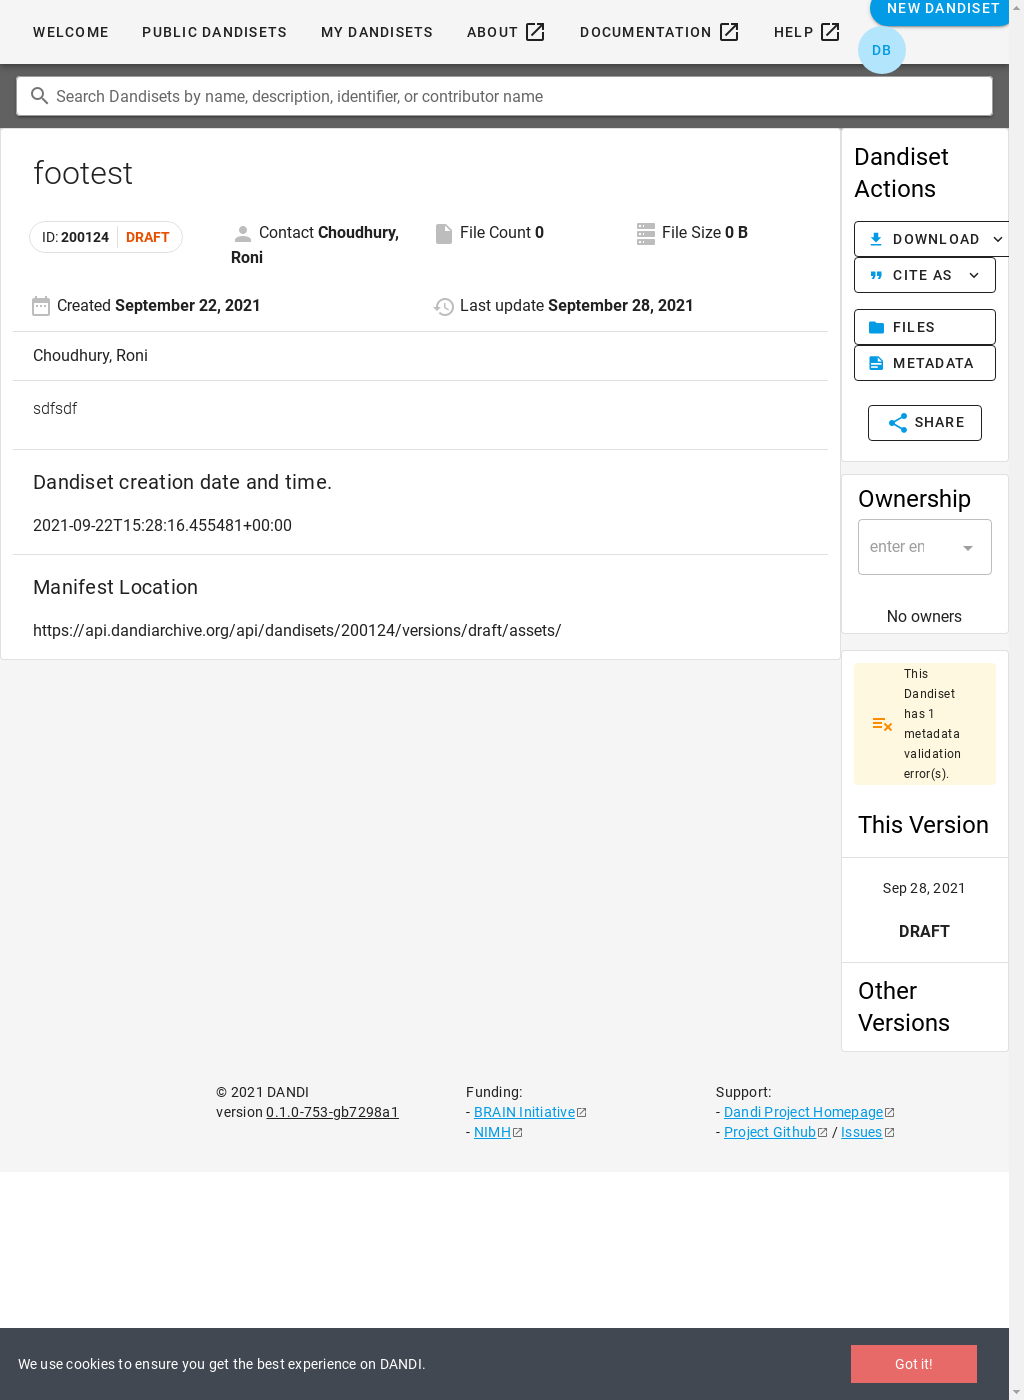 WELCOME PUBLIC DANDISETS MY DANDISETS ABOUT DOCUMENTATION HELP NEW DANDISET
DB
Search Dandisets by name, description, identifier, or contributor name
footest
ID: 200124 DRAFT
Contact Choudhury, Roni
File Count 0
File Size 0 B
Created September 22, 2021
Last update September 28, 2021
Choudhury, Roni
sdfsdf
Dandiset creation date and time.
2021-09-22T15:28:16.455481+00:00
Manifest Location
https://api.dandiarchive.org/api/dandisets/200124/versions/draft/assets/
Dandiset
Actions
DOWNLOAD
CITE AS
FILES
METADATA
SHARE
Ownership
enter en
No owners
This
Dandiset
has 1
metadata
validation
error(s).
This Version
Sep 28, 2021
DRAFT
Other
Versions
© 2021 DANDI
version 0.1.0-753-gb7298a1
Funding:
- BRAIN Initiative
- NIMH
Support:
- Dandi Project Homepage
- Project Github / Issues
We use cookies to ensure you get the best experience on DANDI.
Got it!